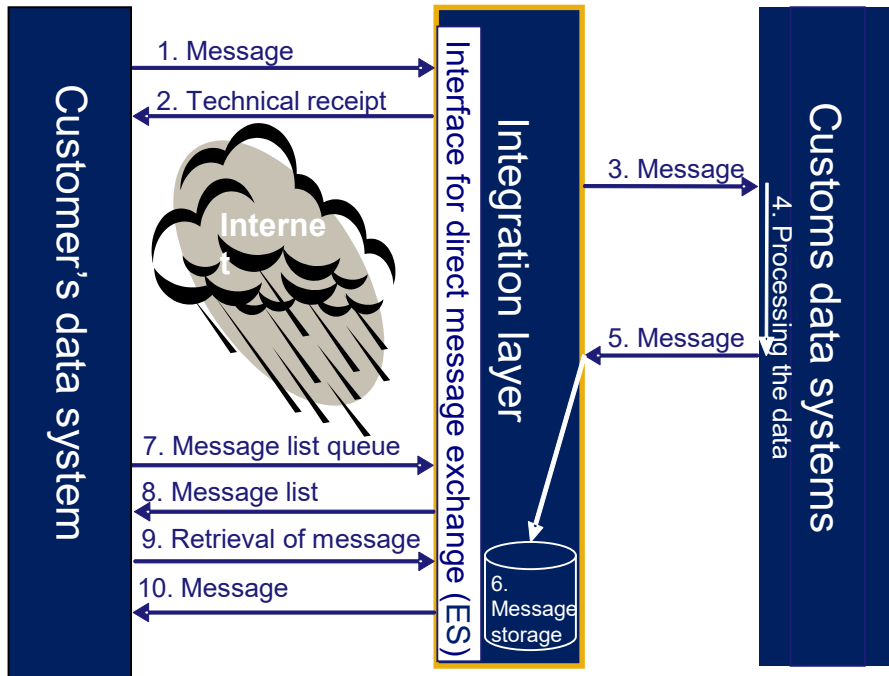 Customer's data system
1. Message
2. Technical receipt
Interne
t
7. Message list queue
8. Message list
9. Retrieval of message
10. Message
Interface for direct message exchange (ES)
Integration layer
3. Message
4. Processing the data
5. Message
6.
Message
storage
Customs data systems